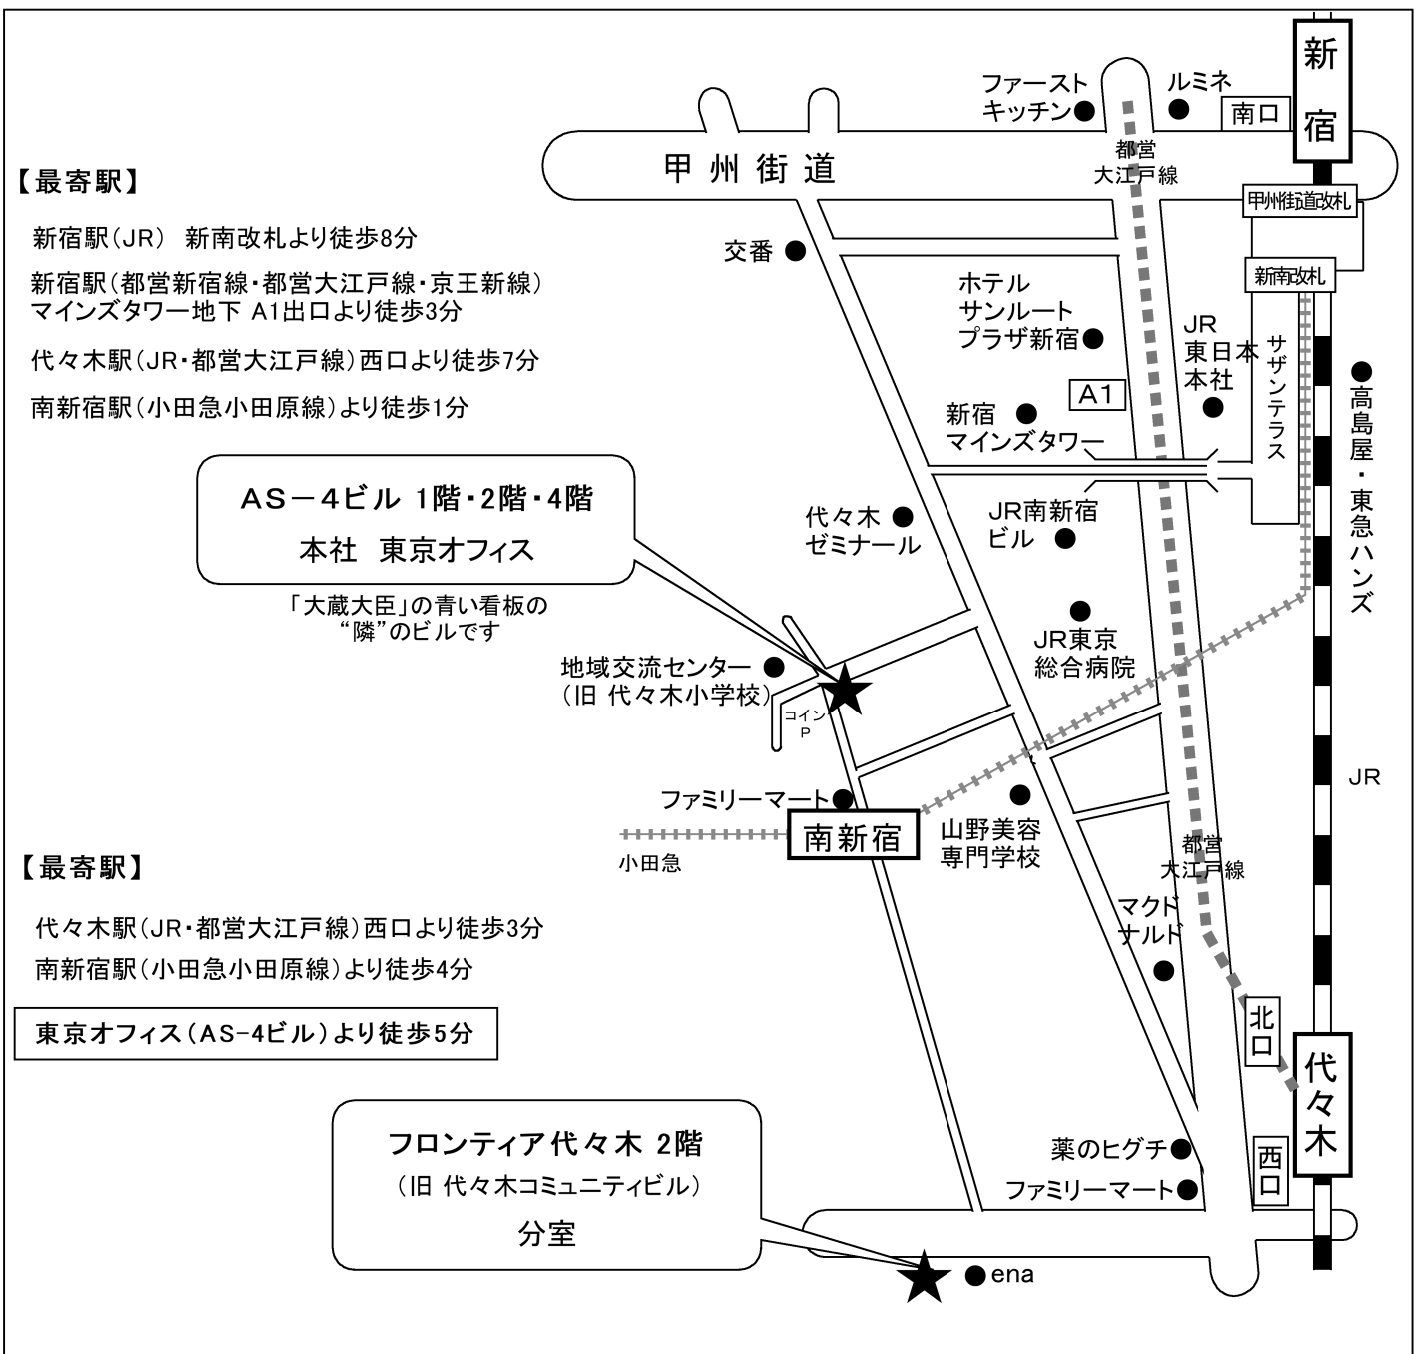 新宿
ファースト
キッチン
ルミネ
南口
甲州街道
都営
大江戸線
甲州街道改札
新南改札
【最寄駅】
新宿駅（JR）　新南改札より徒歩8分
新宿駅（都営新宿線・都営大江戸線・京王新線）
マインズタワー地下 A1出口より徒歩3分
代々木駅（JR・都営大江戸線）西口より徒歩7分
南新宿駅（小田急小田原線）より徒歩1分
交番
ホテル
サンルート
プラザ新宿
JR
東日本
本社
サザンテラス
A1
新宿
マインズタワー
高島屋・東急ハンズ
AS－4ビル 1階・2階・4階
本社　東京オフィス
「大蔵大臣」の青い看板の
“隣”のビルです
代々木
ゼミナール
JR南新宿
ビル
JR東京
総合病院
地域交流センター
（旧 代々木小学校）
コイン
P
ファミリーマート
南新宿
小田急
山野美容
専門学校
JR
都営
大江戸線
マクド
ナルド
【最寄駅】
代々木駅（JR・都営大江戸線）西口より徒歩3分
南新宿駅（小田急小田原線）より徒歩4分
東京オフィス（AS-4ビル）より徒歩5分
北口
代々木
西口
フロンティア代々木 2階
（旧 代々木コミュニティビル）
分室
薬のヒグチ
ファミリーマート
ena